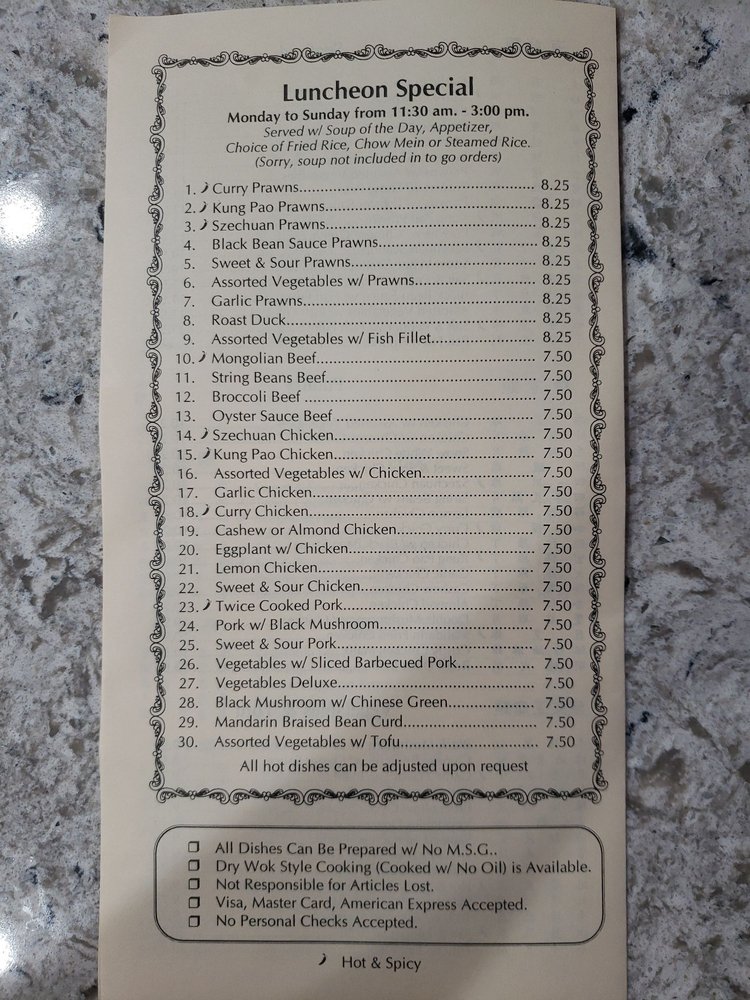 Luncheon Special
Monday to Sunday from 11:30 am. - 3:00 pm.
Served w/ Soup of the Day, Appetizer,
Choice of Fried Rice, Chow Mein or Steamed Rice.
(Sorry, soup not included in to go orders)
1. Curry Prawns.................................................. 8.25
2. Kung Pao Prawns............................................ 8.25
3. Szechuan Prawns............................................ 8.25
4. Black Bean Sauce Prawns................................. 8.25
5. Sweet & Sour Prawns....................................... 8.25
6. Assorted Vegetables w/ Prawns......................... 8.25
7. Garlic Prawns.................................................. 8.25
8. Roast Duck...................................................... 8.25
9. Assorted Vegetables w/ Fish Fillet...................... 8.25
10. Mongolian Beef.............................................. 7.50
11. String Beans Beef............................................ 7.50
12. Broccoli Beef ................................................. 7.50
13. Oyster Sauce Beef .......................................... 7.50
14. Szechuan Chicken.......................................... 7.50
15. Kung Pao Chicken.......................................... 7.50
16. Assorted Vegetables w/ Chicken....................... 7.50
17. Garlic Chicken............................................... 7.50
18. Curry Chicken................................................ 7.50
19. Cashew or Almond Chicken............................. 7.50
20. Eggplant w/ Chicken....................................... 7.50
21. Lemon Chicken.............................................. 7.50
22. Sweet & Sour Chicken..................................... 7.50
23. Twice Cooked Pork......................................... 7.50
24. Pork w/ Black Mushroom................................. 7.50
25. Sweet & Sour Pork.......................................... 7.50
26. Vegetables w/ Sliced Barbecued Pork................ 7.50
27. Vegetables Deluxe.......................................... 7.50
28. Black Mushroom w/ Chinese Green................... 7.50
29. Mandarin Braised Bean Curd............................ 7.50
30. Assorted Vegetables w/ Tofu............................. 7.50
All hot dishes can be adjusted upon request
❒ All Dishes Can Be Prepared w/ No M.S.G..
❒ Dry Wok Style Cooking (Cooked w/ No Oil) is Available.
❒ Not Responsible for Articles Lost.
❒ Visa, Master Card, American Express Accepted.
❒ No Personal Checks Accepted.
Hot & Spicy